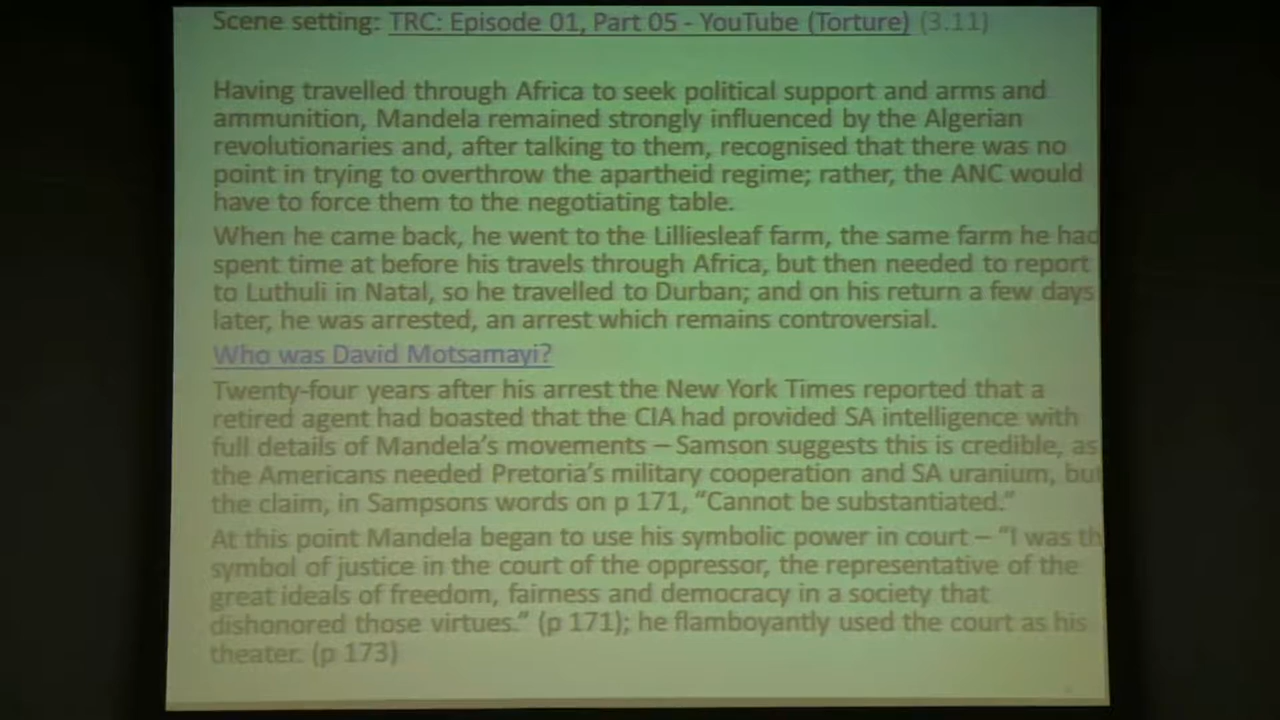 Scene setting: TRC: Episode 01, Part 05 - YouTube (Torture) (3.11)
Having travelled through Africa to seek political support and arms and
ammunition, Mandela remained strongly influenced by the Algerian
revolutionaries and, after talking to them, recognised that there was no
point in trying to overthrow the apartheid regime; rather, the ANC would
have to force them to the negotiating table.
When he came back, he went to the Lilliesleaf farm, the same farm he had
spent time at before his travels through Africa, but then needed to report
to Luthuli in Natal, so he travelled to Durban; and on his return a few days
later, he was arrested, an arrest which remains controversial.
Who was David Motsamayi?
Twenty-four years after his arrest the New York Times reported that a
retired agent had boasted that the CIA had provided SA intelligence with
full details of Mandela's movements – Samson suggests this is credible, as
the Americans needed Pretoria's military cooperation and SA uranium, but
the claim, in Sampsons words on p 171, "Cannot be substantiated."
At this point Mandela began to use his symbolic power in court – "I was th
symbol of justice in the court of the oppressor, the representative of the
great ideals of freedom, fairness and democracy in a society that
dishonored those virtues." (p 171); he flamboyantly used the court as his
theater. (p 173)